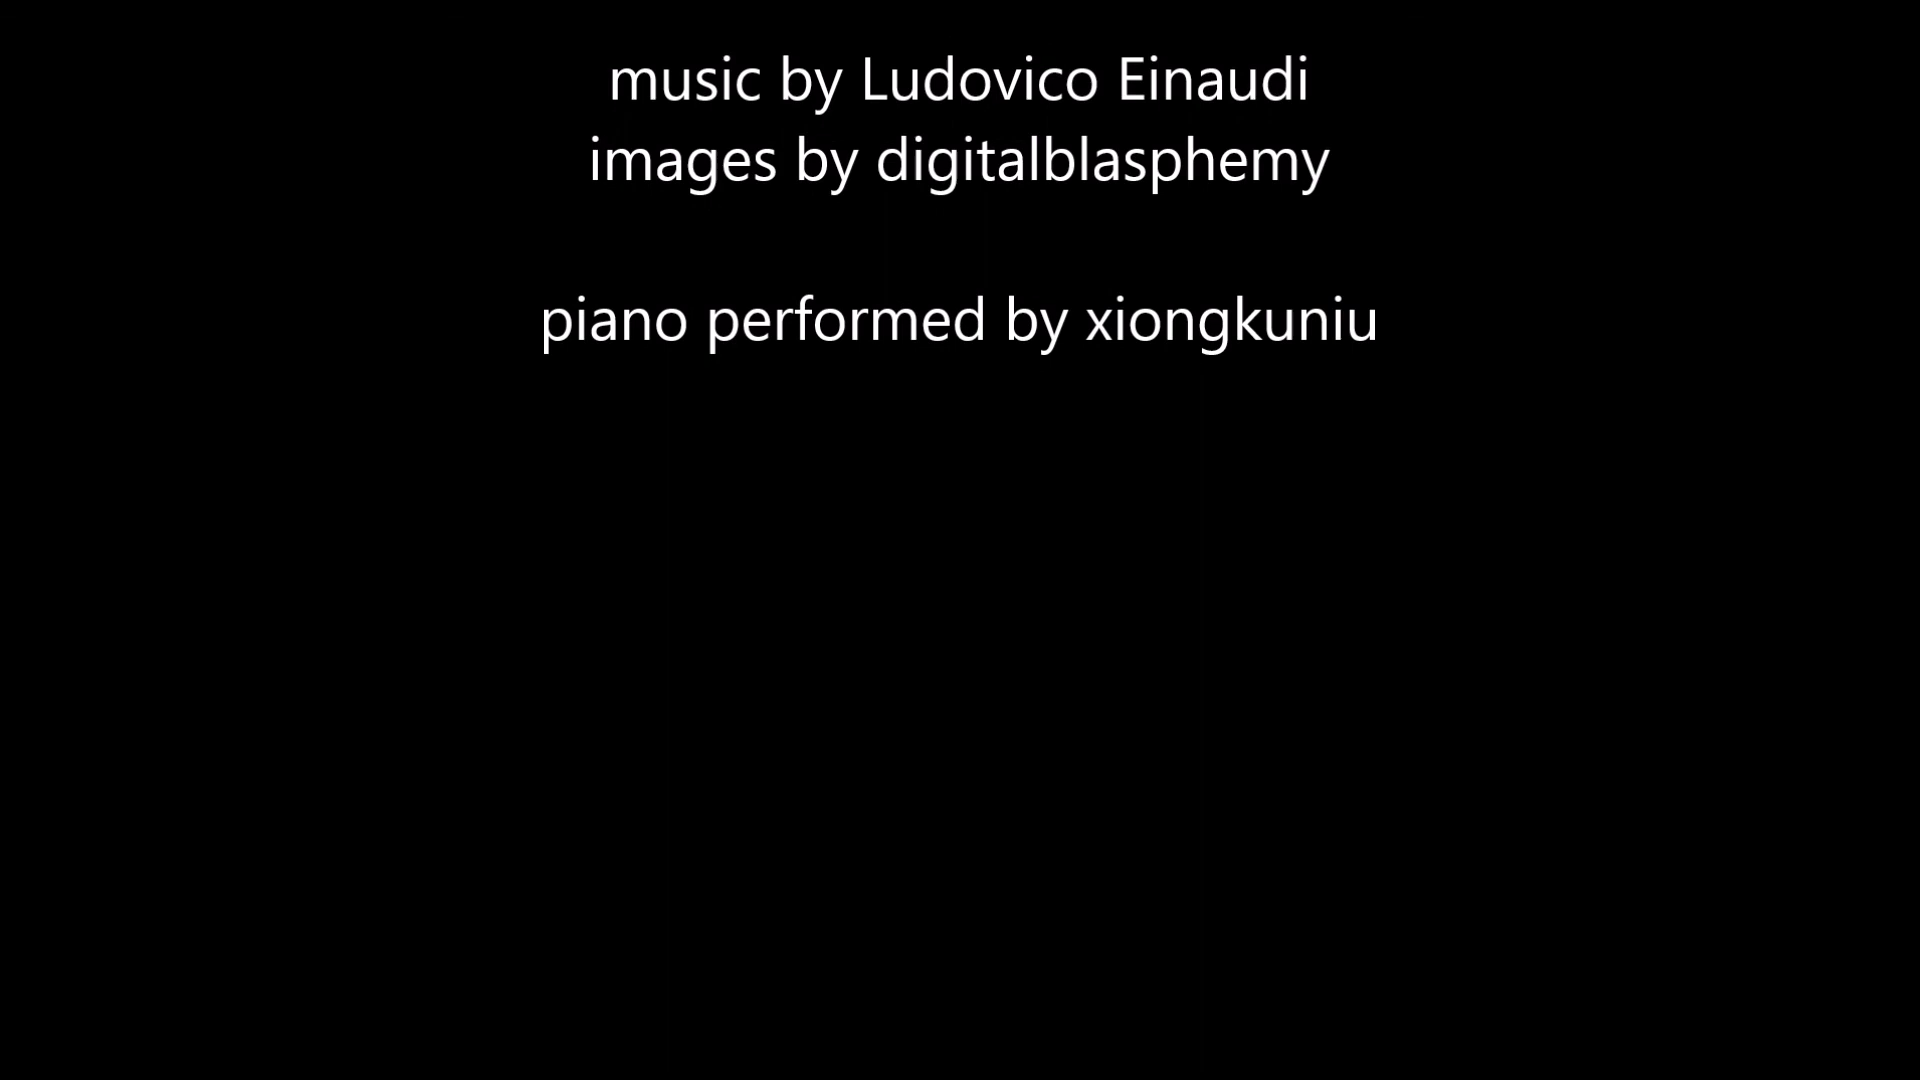 music by Ludovico Einaudi
images by digitalblasphemy
piano performed by xiongkuniu